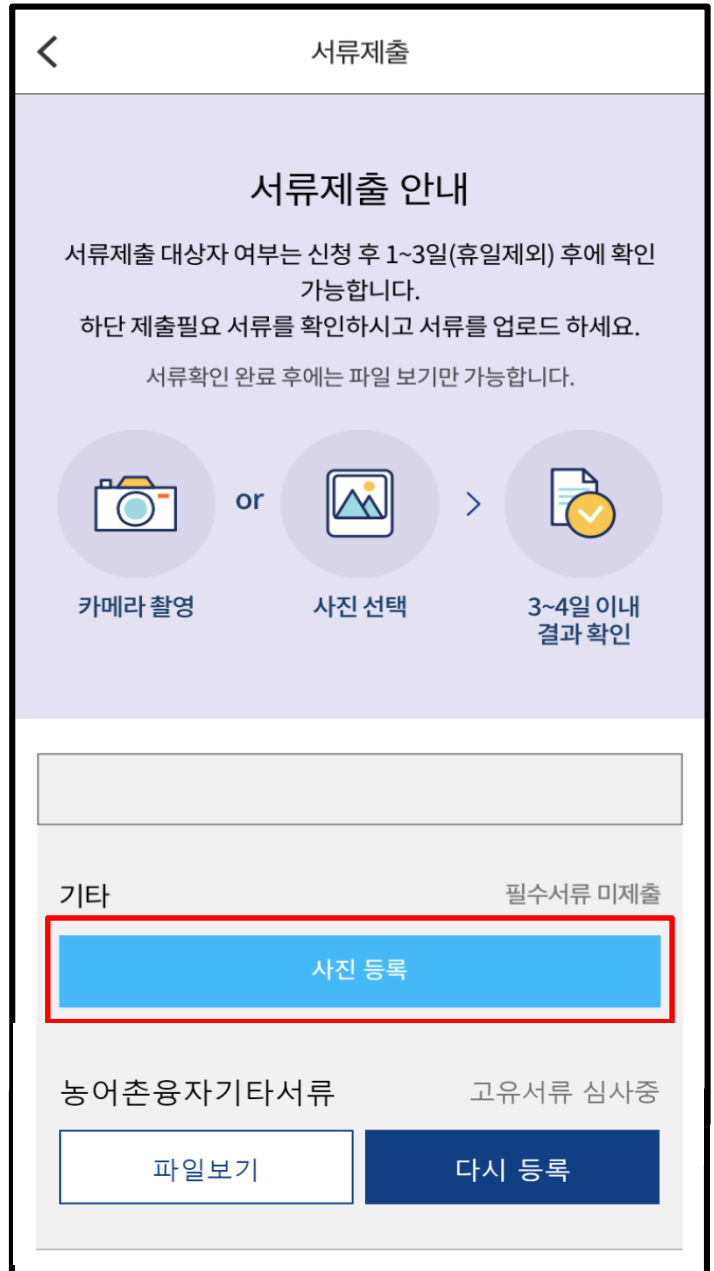 서류제출
서류제출 안내
서류제출 대상자 여부는 신청 후 1~3일(휴일제외) 후에 확인
가능합니다.
하단 제출필요 서류를 확인하시고 서류를 업로드 하세요.
서류확인 완료 후에는 파일 보기만 가능합니다.
or
카메라 촬영 사진 선택 3~4일 이내
결과 확인
기타 필수서류 미제출
사진 등록
농어촌융자기타서류 고유서류 심사중
파일보기 다시 등록